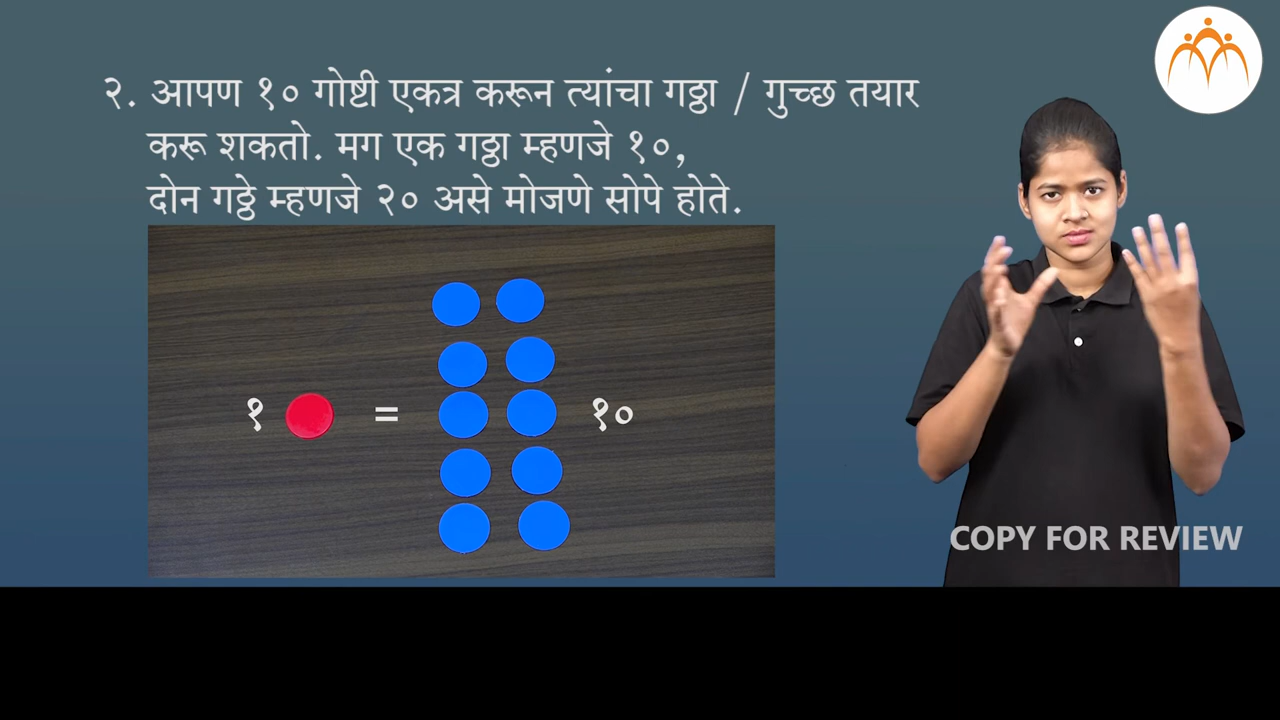 २. आपण १० गोष्टी एकत्र करून त्यांचा गठ्ठा / गुच्छ तयार
करू शकतो. मग एक गठ्ठा म्हणजे १०,
दोन गठ्ठे म्हणजे २० असे मोजणे सोपे होते.
१ = १०
COPY FOR REVIEW